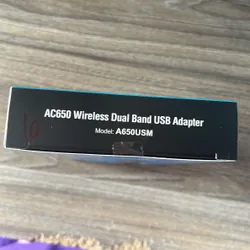 AC650 Wireless Dual Band USB Adapter
Model: A650USM